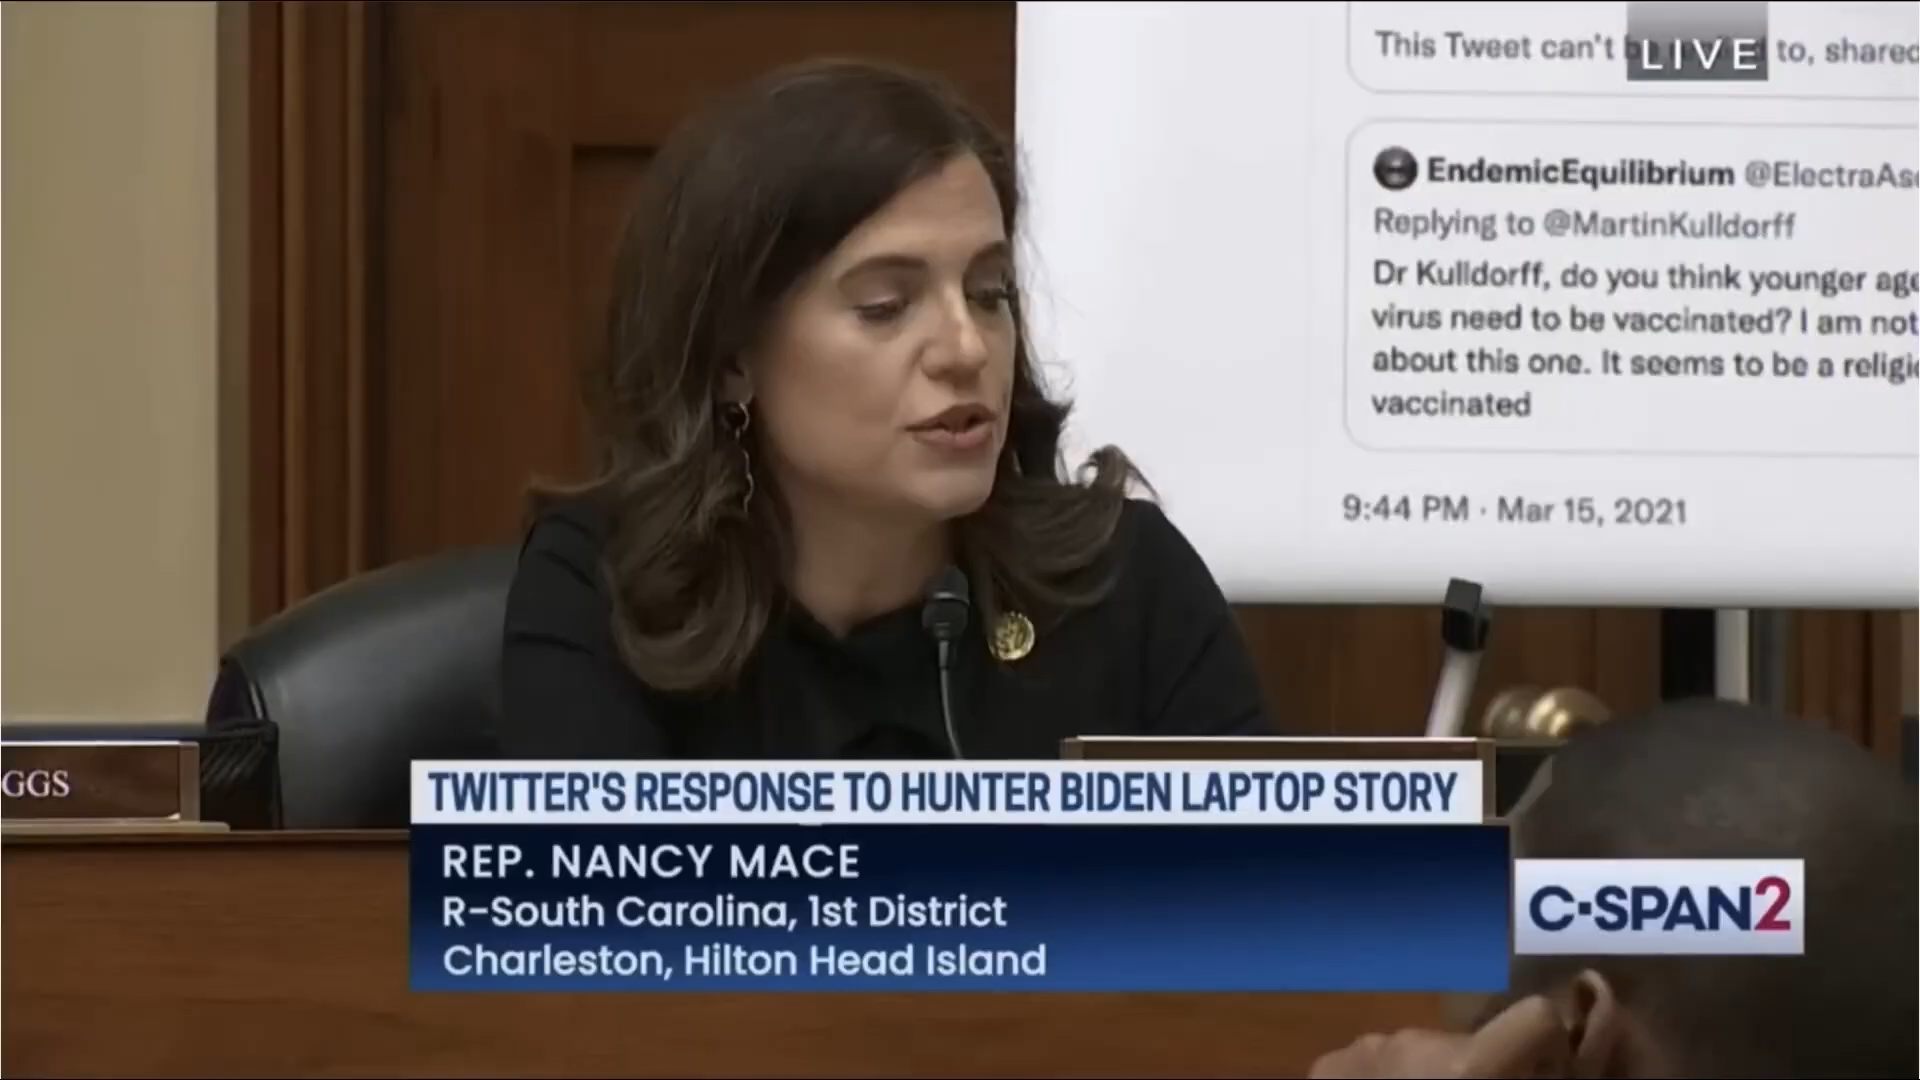 This Tweet can't to, shared
LIVE
EndemicEquilibrium @ElectraAs
Replying to @MartinKulldorff
Dr Kulldorff, do you think younger age
virus need to be vaccinated? I am not
about this one. It seems to be a religi
vaccinated
9:44 PM · Mar 15, 2021
GGS
TWITTER'S RESPONSE TO HUNTER BIDEN LAPTOP STORY
REP. NANCY MACE
R-South Carolina, 1st District
Charleston, Hilton Head Island
C·SPAN2